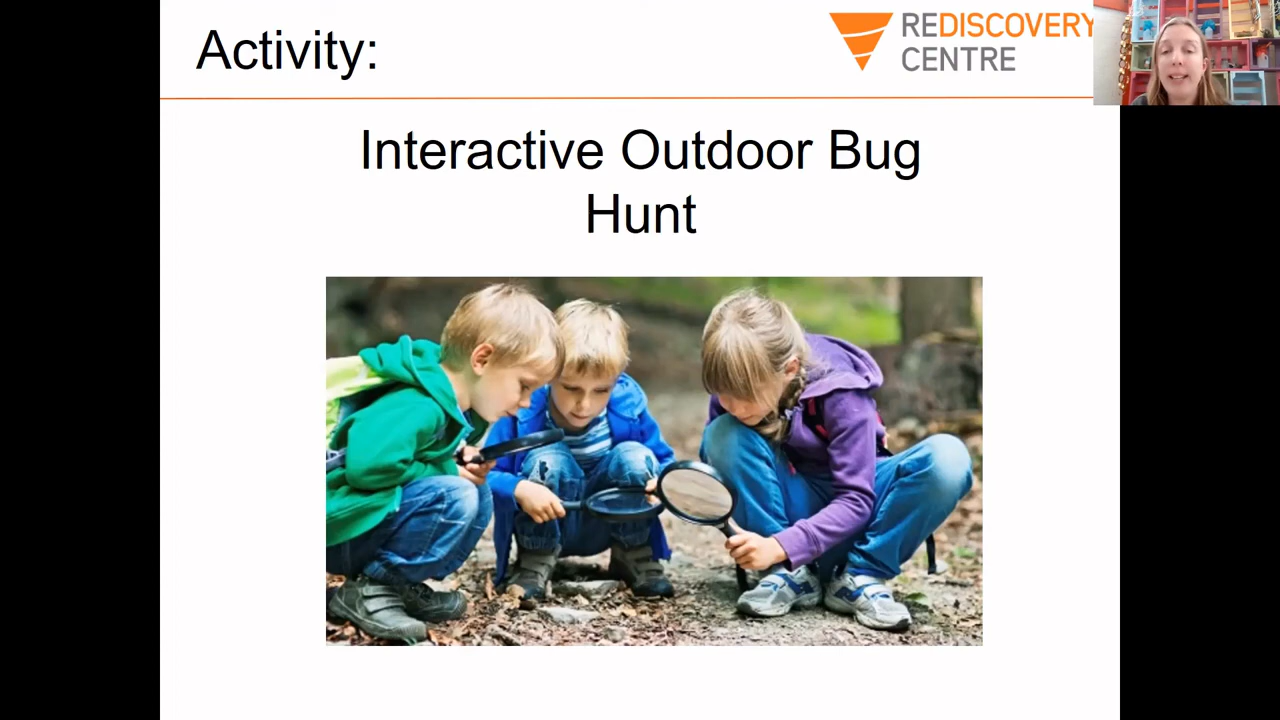 Activity:
REDISCOVERY
CENTRE
Interactive Outdoor Bug
Hunt